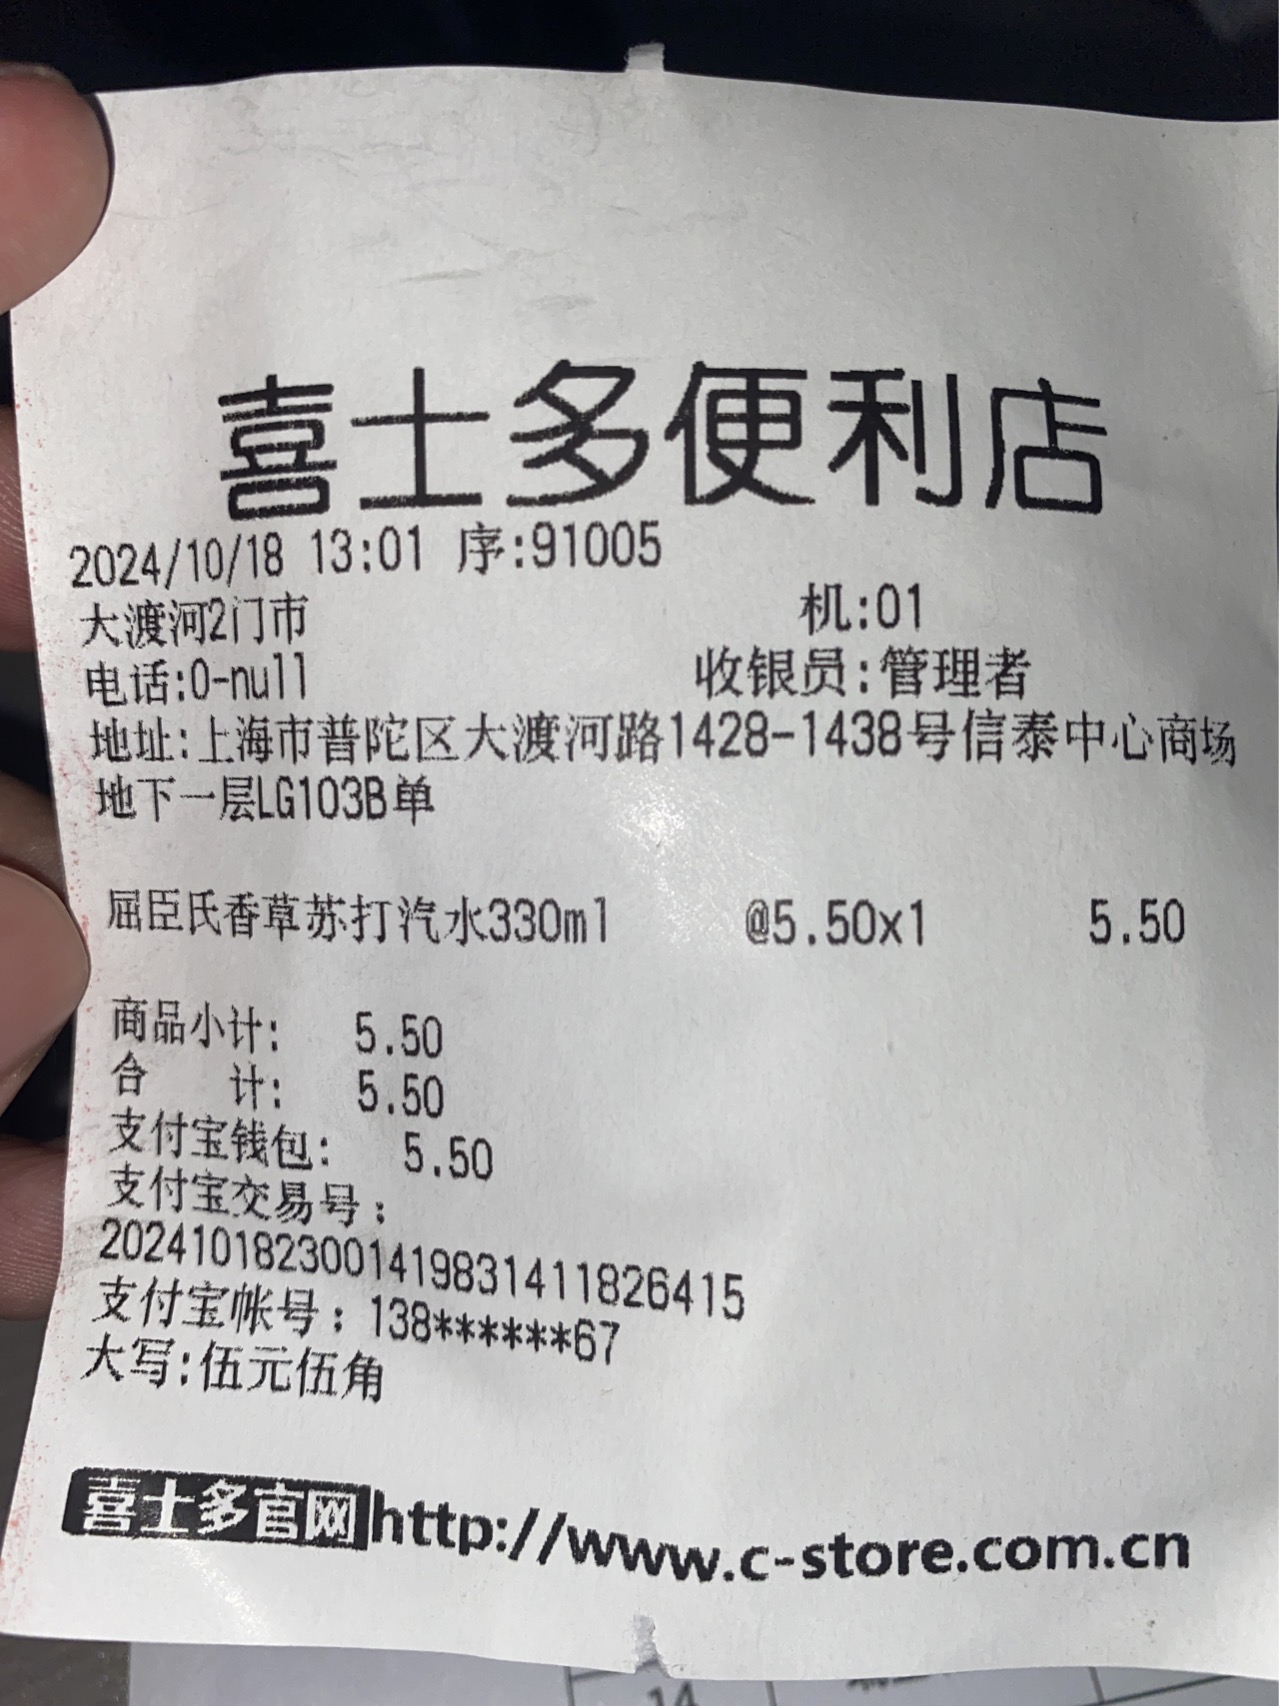 喜士多便利店
2024/10/18 13:01 序:91005
大渡河2门市 机:01
电话:0-null 收银员:管理者
地址:上海市普陀区大渡河路1428-1438号信泰中心商场
地下一层LG103B单
屈臣氏香草苏打汽水330ml @5.50x1 5.50
商品小计: 5.50
合 计: 5.50
支付宝钱包: 5.50
支付宝交易号:
2024101823001419831411826415
支付宝帐号:138******67
大写:伍元伍角
喜士多官网http://www.c-store.com.cn
14